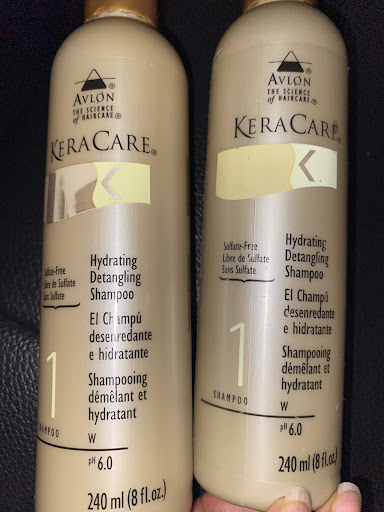 AVLON
THE SCIENCE
of HAIRCARE®
KERACARE®
Sulfate-Free
Libre de Sulfate
Sans Sulfate
Hydrating
Detangling
Shampoo
El Champú
desenredante
e hidratante
Shampooing
démêlant et
hydratant
1
SHAMPOO
W
pH 6.0
240 ml (8 fl.oz.)
AVLON
THE SCIENCE
of HAIRCARE®
KERACARE®
Sulfate-Free
Libre de Sulfate
Sans Sulfate
Hydrating
Detangling
Shampoo
El Champú
desenredante
e hidratante
Shampooing
démêlant et
hydratant
1
SHAMPOO
W
pH 6.0
240 ml (8 fl.oz.)